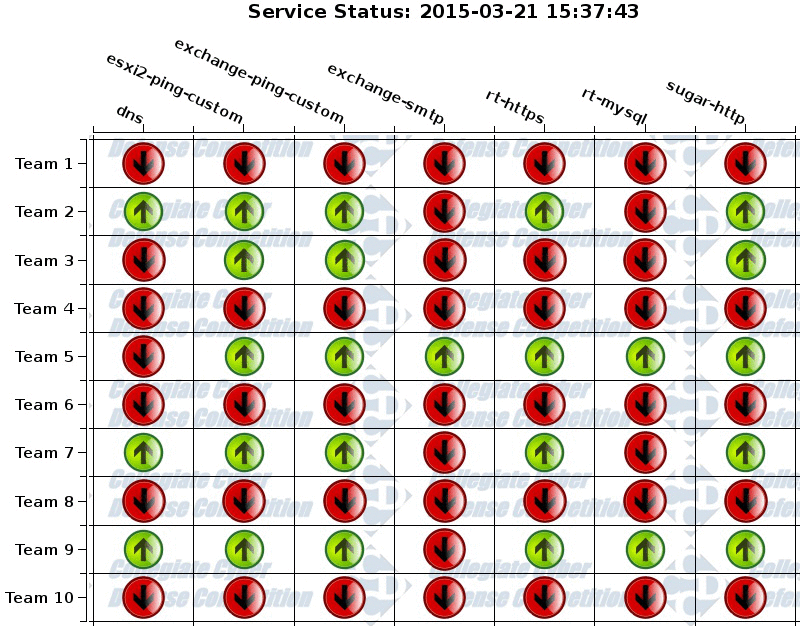 Service Status: 2015-03-21 15:37:43
dns
esxi2-ping-custom
exchange-ping-custom
exchange-smtp
rt-https
rt-mysql
sugar-http
Team 1
Team 2
Team 3
Team 4
Team 5
Team 6
Team 7
Team 8
Team 9
Team 10
Collegiate Cyber
Defense Competition